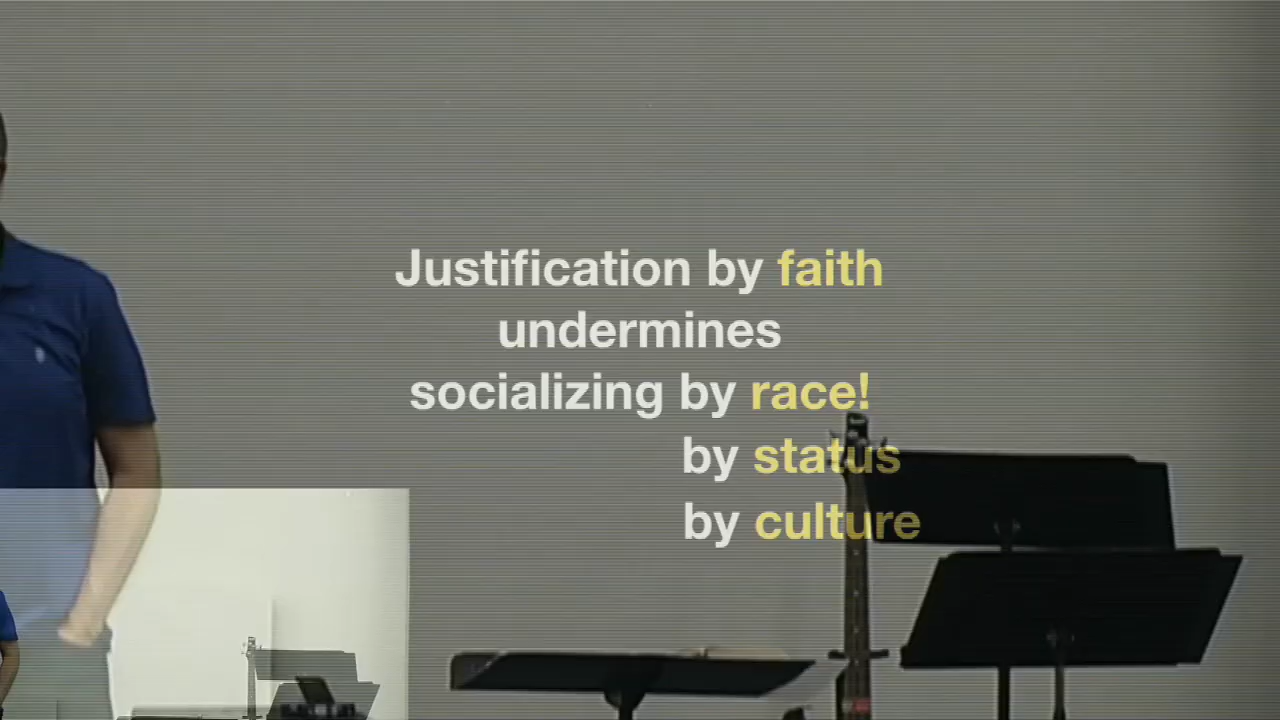 Justification by faith
undermines
socializing by race!
by status
by culture